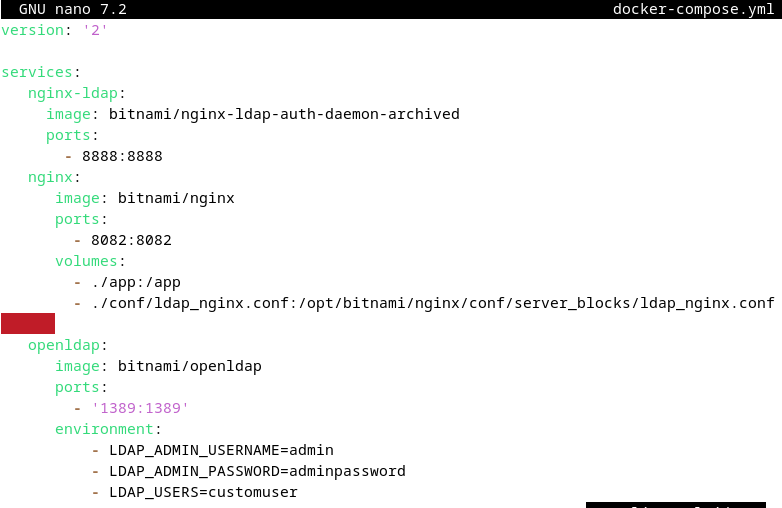 GNU nano 7.2 docker-compose.yml
version: '2'
services:
nginx-ldap:
image: bitnami/nginx-ldap-auth-daemon-archived
ports:
- 8888:8888
nginx:
image: bitnami/nginx
ports:
- 8082:8082
volumes:
- ./app:/app
- ./conf/ldap_nginx.conf:/opt/bitnami/nginx/conf/server_blocks/ldap_nginx.conf
openldap:
image: bitnami/openldap
ports:
- '1389:1389'
environment:
- LDAP_ADMIN_USERNAME=admin
- LDAP_ADMIN_PASSWORD=adminpassword
- LDAP_USERS=customuser